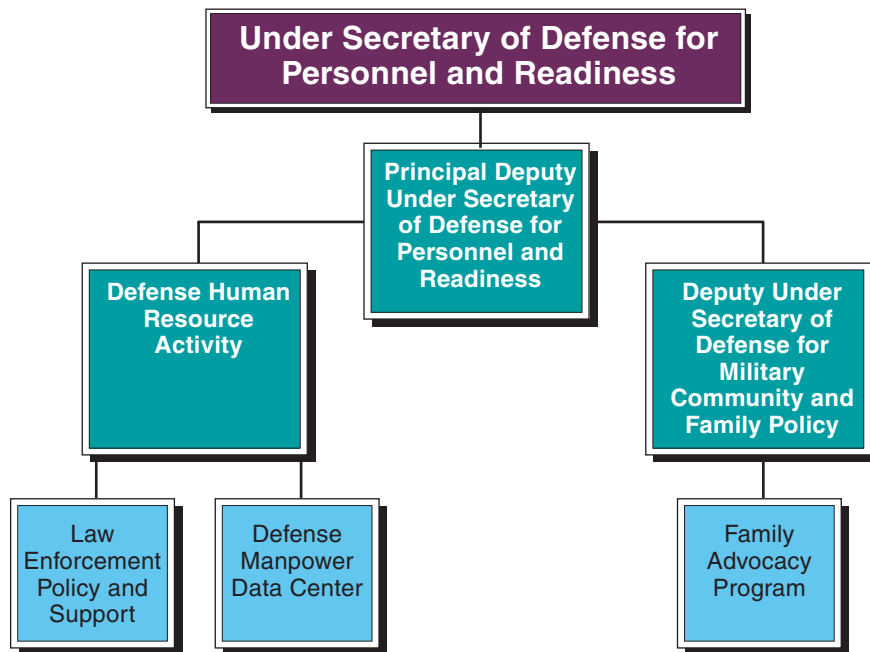 Under Secretary of Defense for
Personnel and Readiness
Principal Deputy
Under Secretary
of Defense for
Personnel and
Readiness
Defense Human
Resource
Activity
Deputy Under
Secretary of
Defense for
Military
Community and
Family Policy
Law
Enforcement
Policy and
Support
Defense
Manpower
Data Center
Family
Advocacy
Program